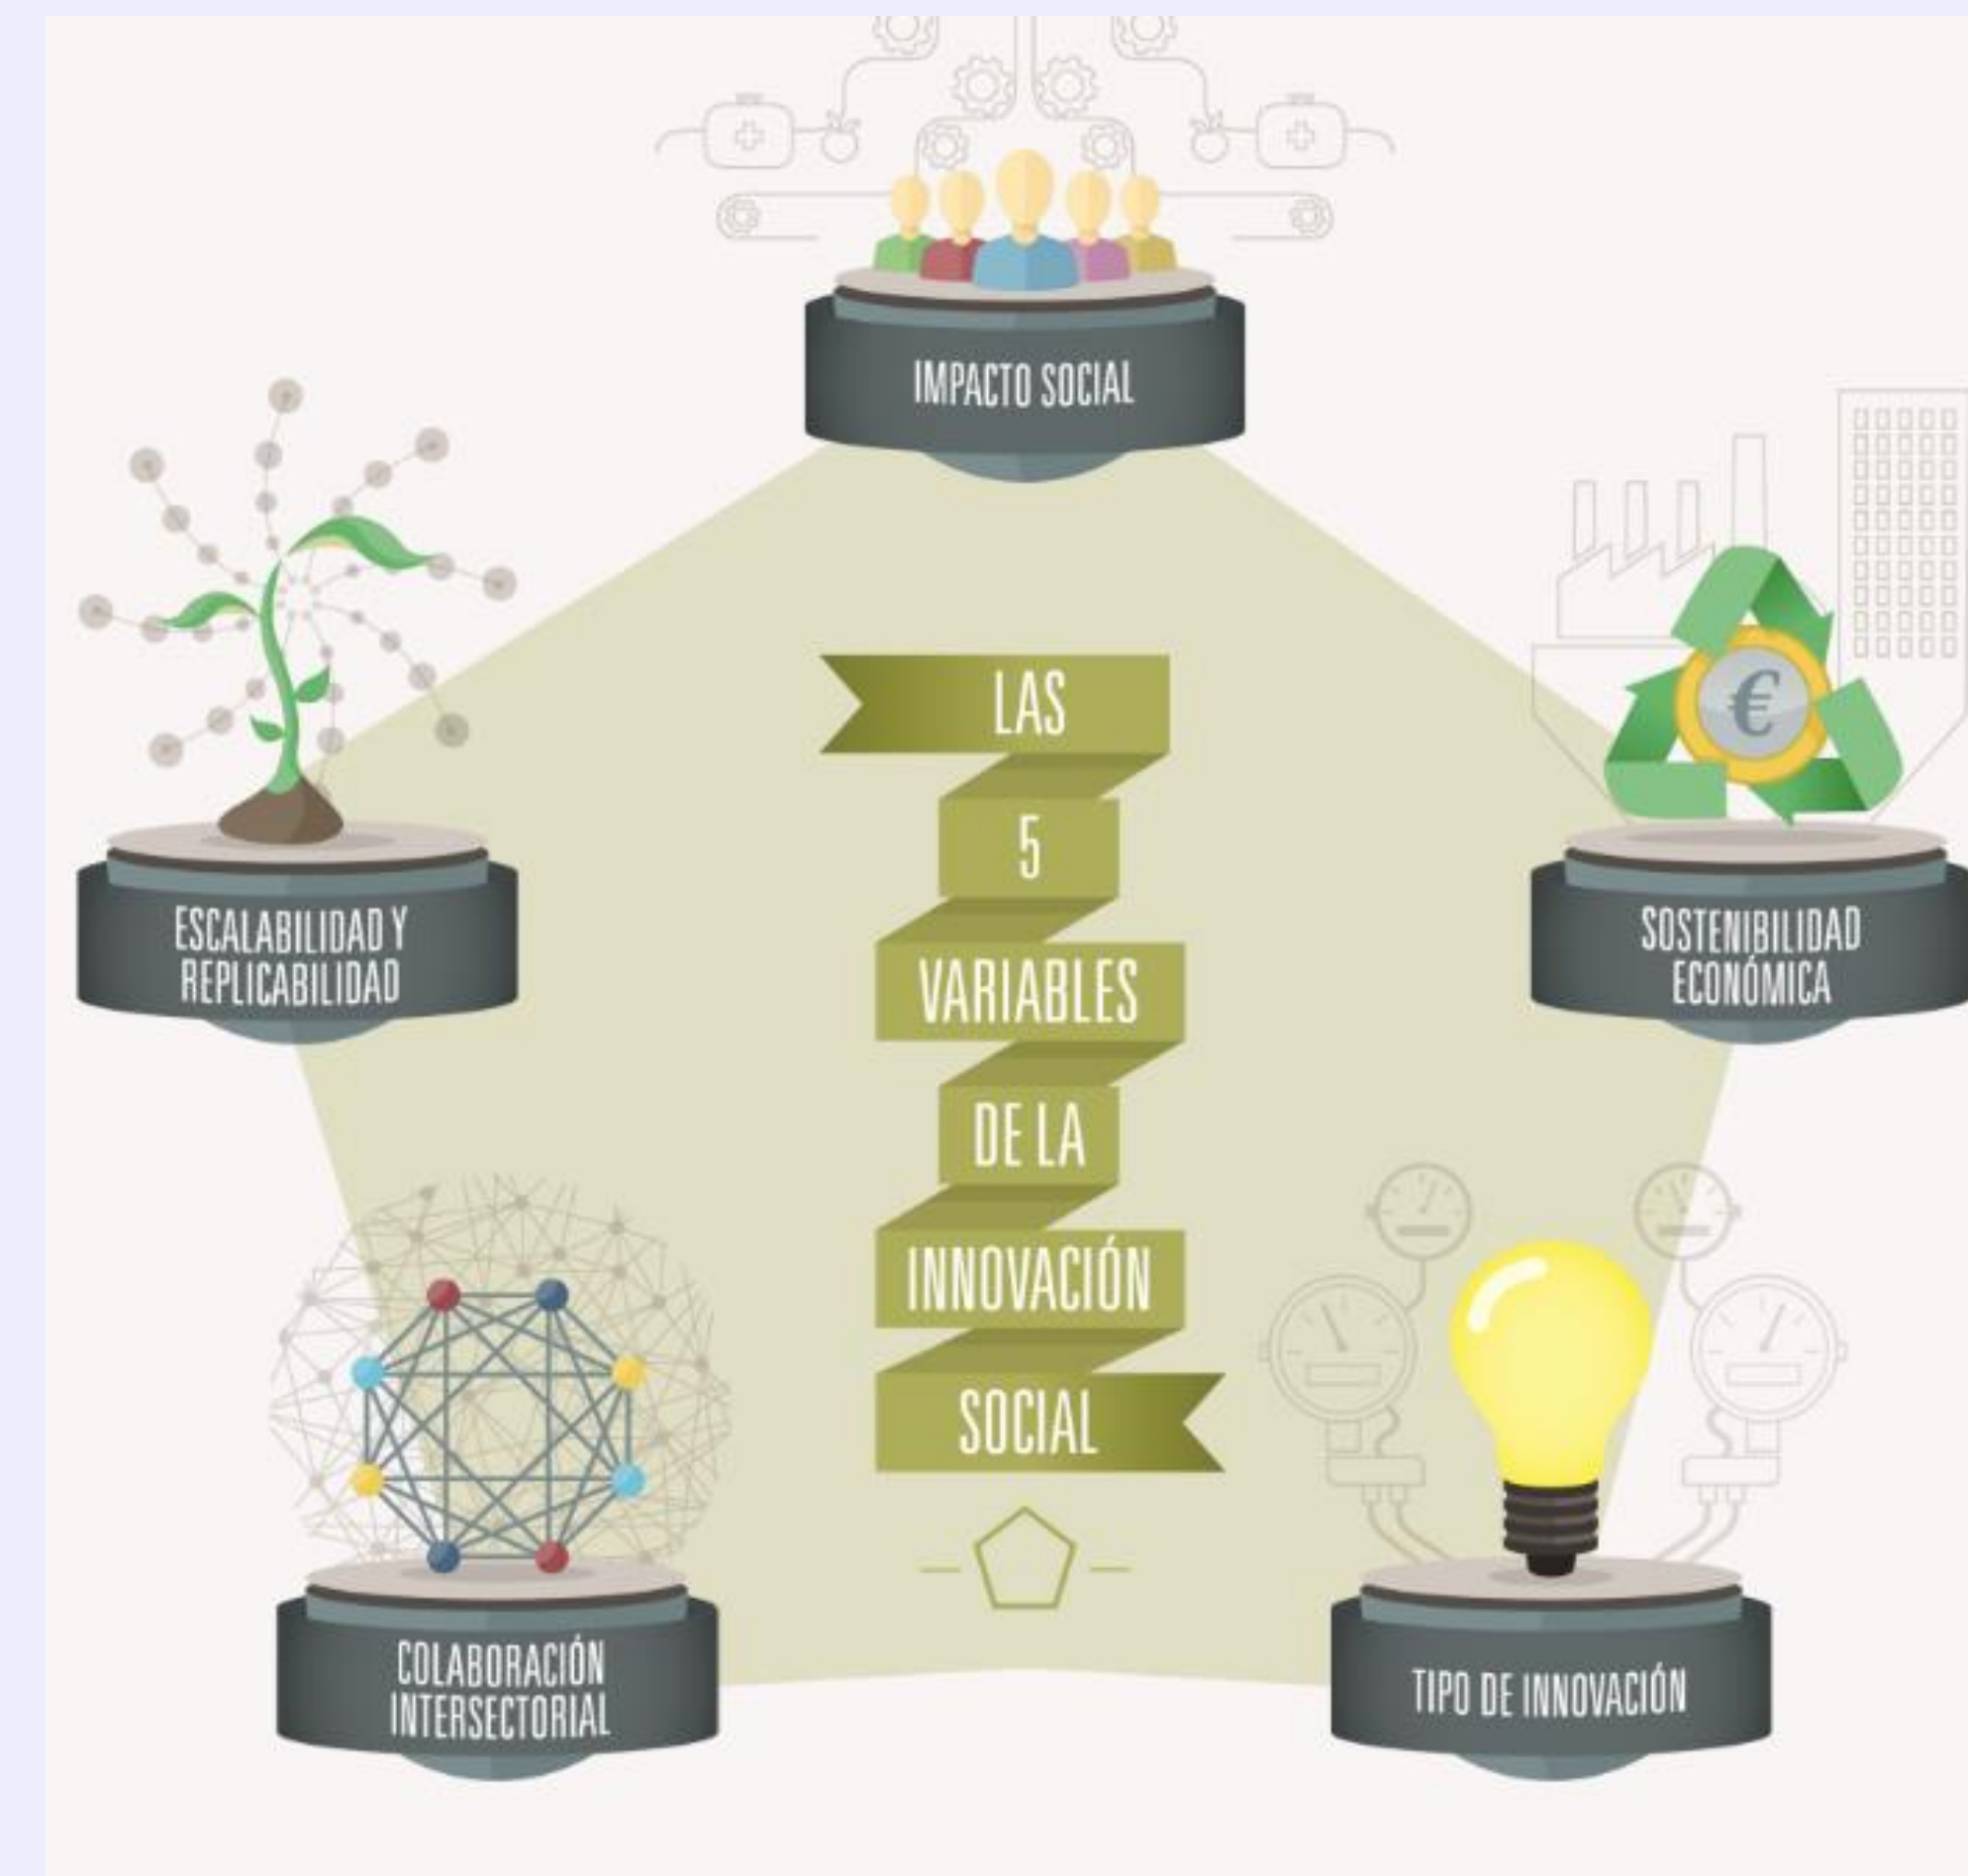 IMPACTO SOCIAL
ESCALABILIDAD Y
REPLICABILIDAD
SOSTENIBILIDAD
ECONÓMICA
€
LAS
5
VARIABLES
DE LA
INNOVACIÓN
SOCIAL
COLABORACIÓN
INTERSECTORIAL
TIPO DE INNOVACIÓN